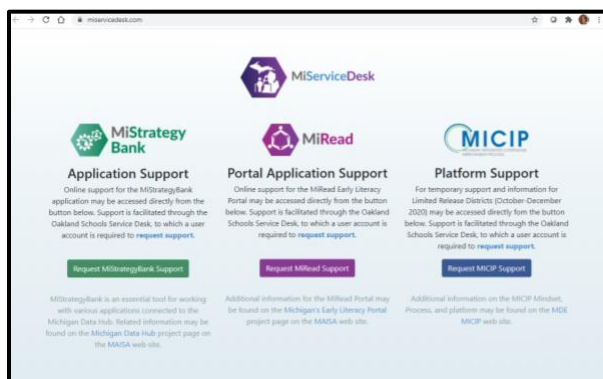 miservicedesk.com
MiServiceDesk
MiStrategy
Bank
Application Support
Online support for the MiStrategyBank
application may be accessed directly from the
button below. Support is facilitated through the
Oakland Schools Service Desk, to which a user
account is required to request support.
Request MiStrategyBank Support
MiStrategyBank is an essential tool for working
with various applications connected to the
Michigan Data Hub. Related information may be
found on the Michigan Data Hub project page on
the MAISA web site.
MiRead
Portal Application Support
Online support for the MiRead Early Literacy
Portal may be accessed directly from the button
below. Support is facilitated through the Oakland
Schools Service Desk, to which a user account is
required to request support.
Request MiRead Support
Additional information for the MiRead Portal may
be found on the Michigan's Early Literacy Portal
project page on the MAISA web site.
MICIP
Platform Support
For temporary support and information for
Limited Release Districts (October-December
2020) may be accessed directly from the button
below. Support is facilitated through the Oakland
Schools Service Desk, to which a user account is
required to request support.
Request MICIP Support
Additional information on the MICIP Mindset,
Process, and platform may be found on the MDE
MICIP web site.